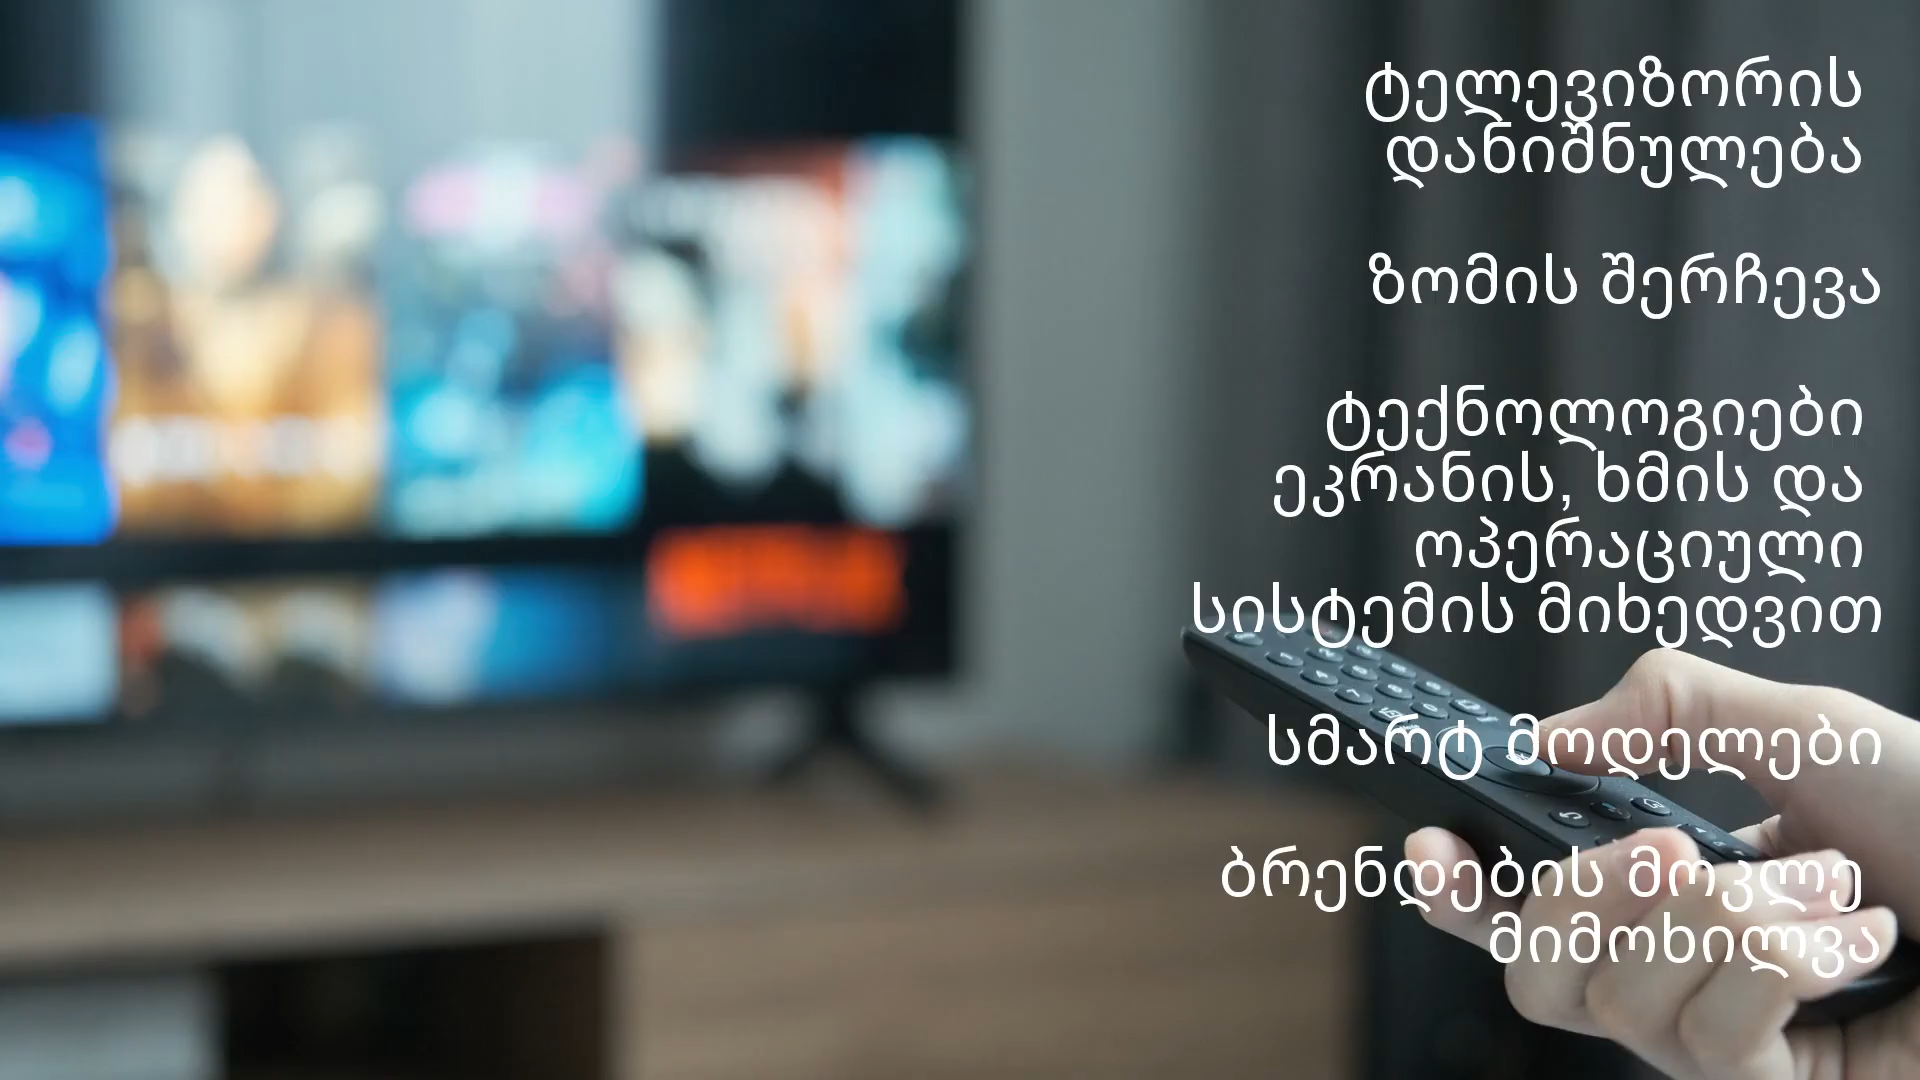 ტელევიზორის
დანიშნულება
ზომის შერჩევა
ტექნოლოგიები
ეკრანის, ხმის და
ოპერაციული
სისტემის მიხედვით
სმარტ მოდელები
ბრენდების მოკლე
მიმოხილვა